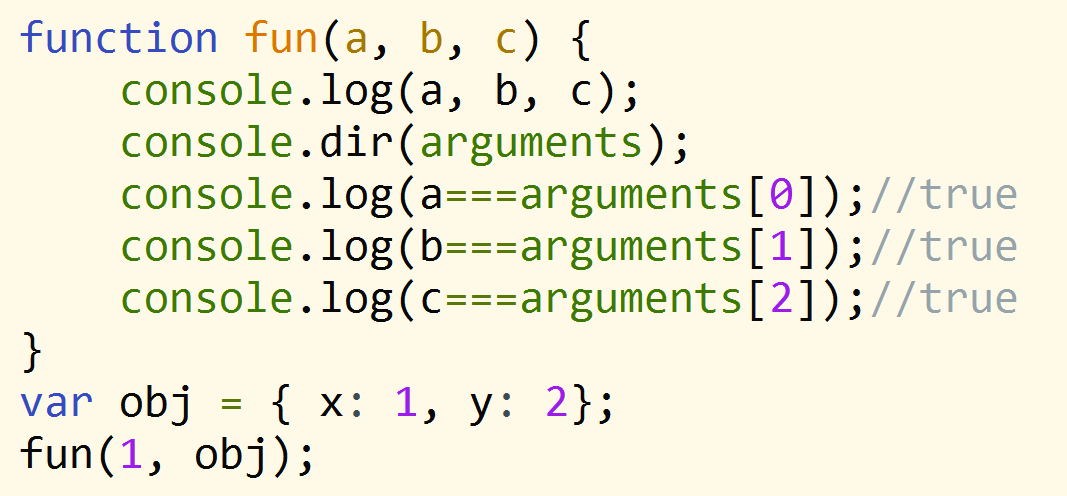 function fun(a, b, c) {
    console.log(a, b, c);
    console.dir(arguments);
    console.log(a===arguments[0]);//true
    console.log(b===arguments[1]);//true
    console.log(c===arguments[2]);//true
}
var obj = { x: 1, y: 2};
fun(1, obj);